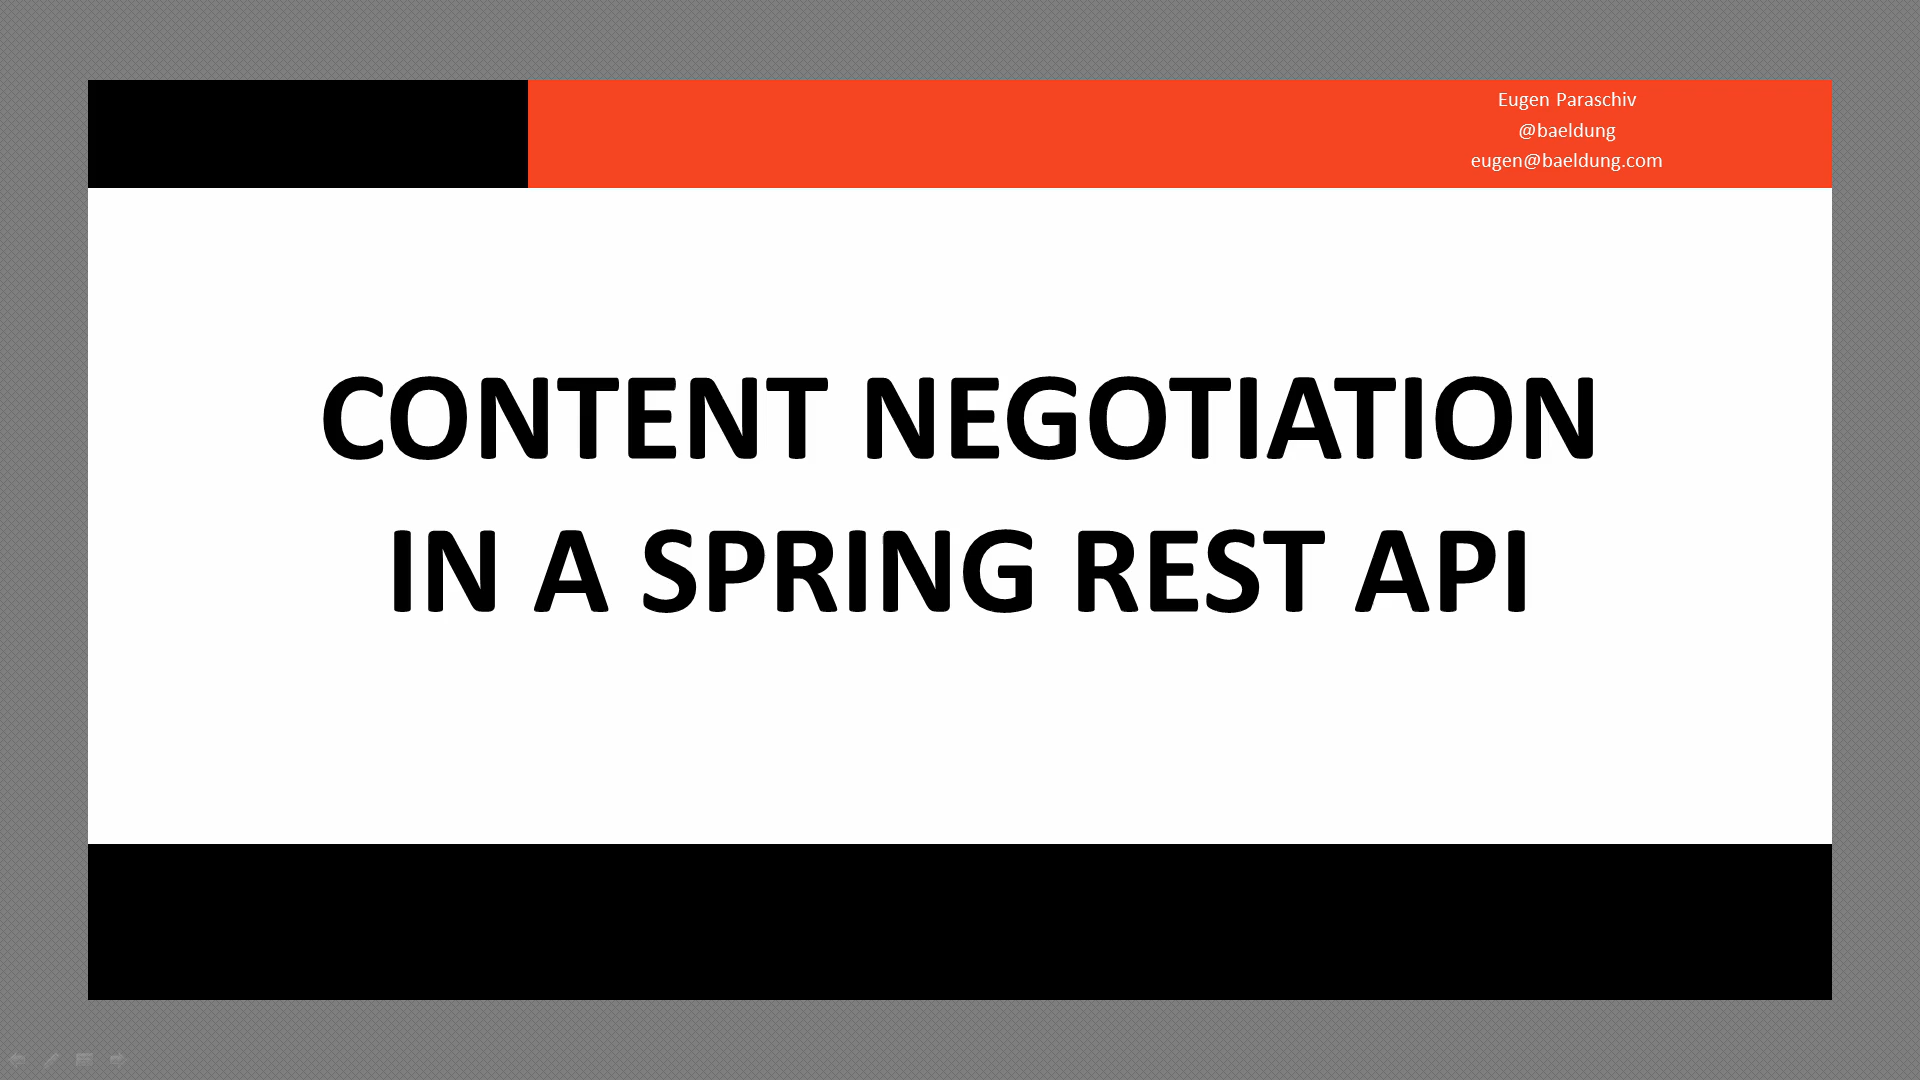 Eugen Paraschiv
@baeldung
eugen@baeldung.com
CONTENT NEGOTIATION
IN A SPRING REST API